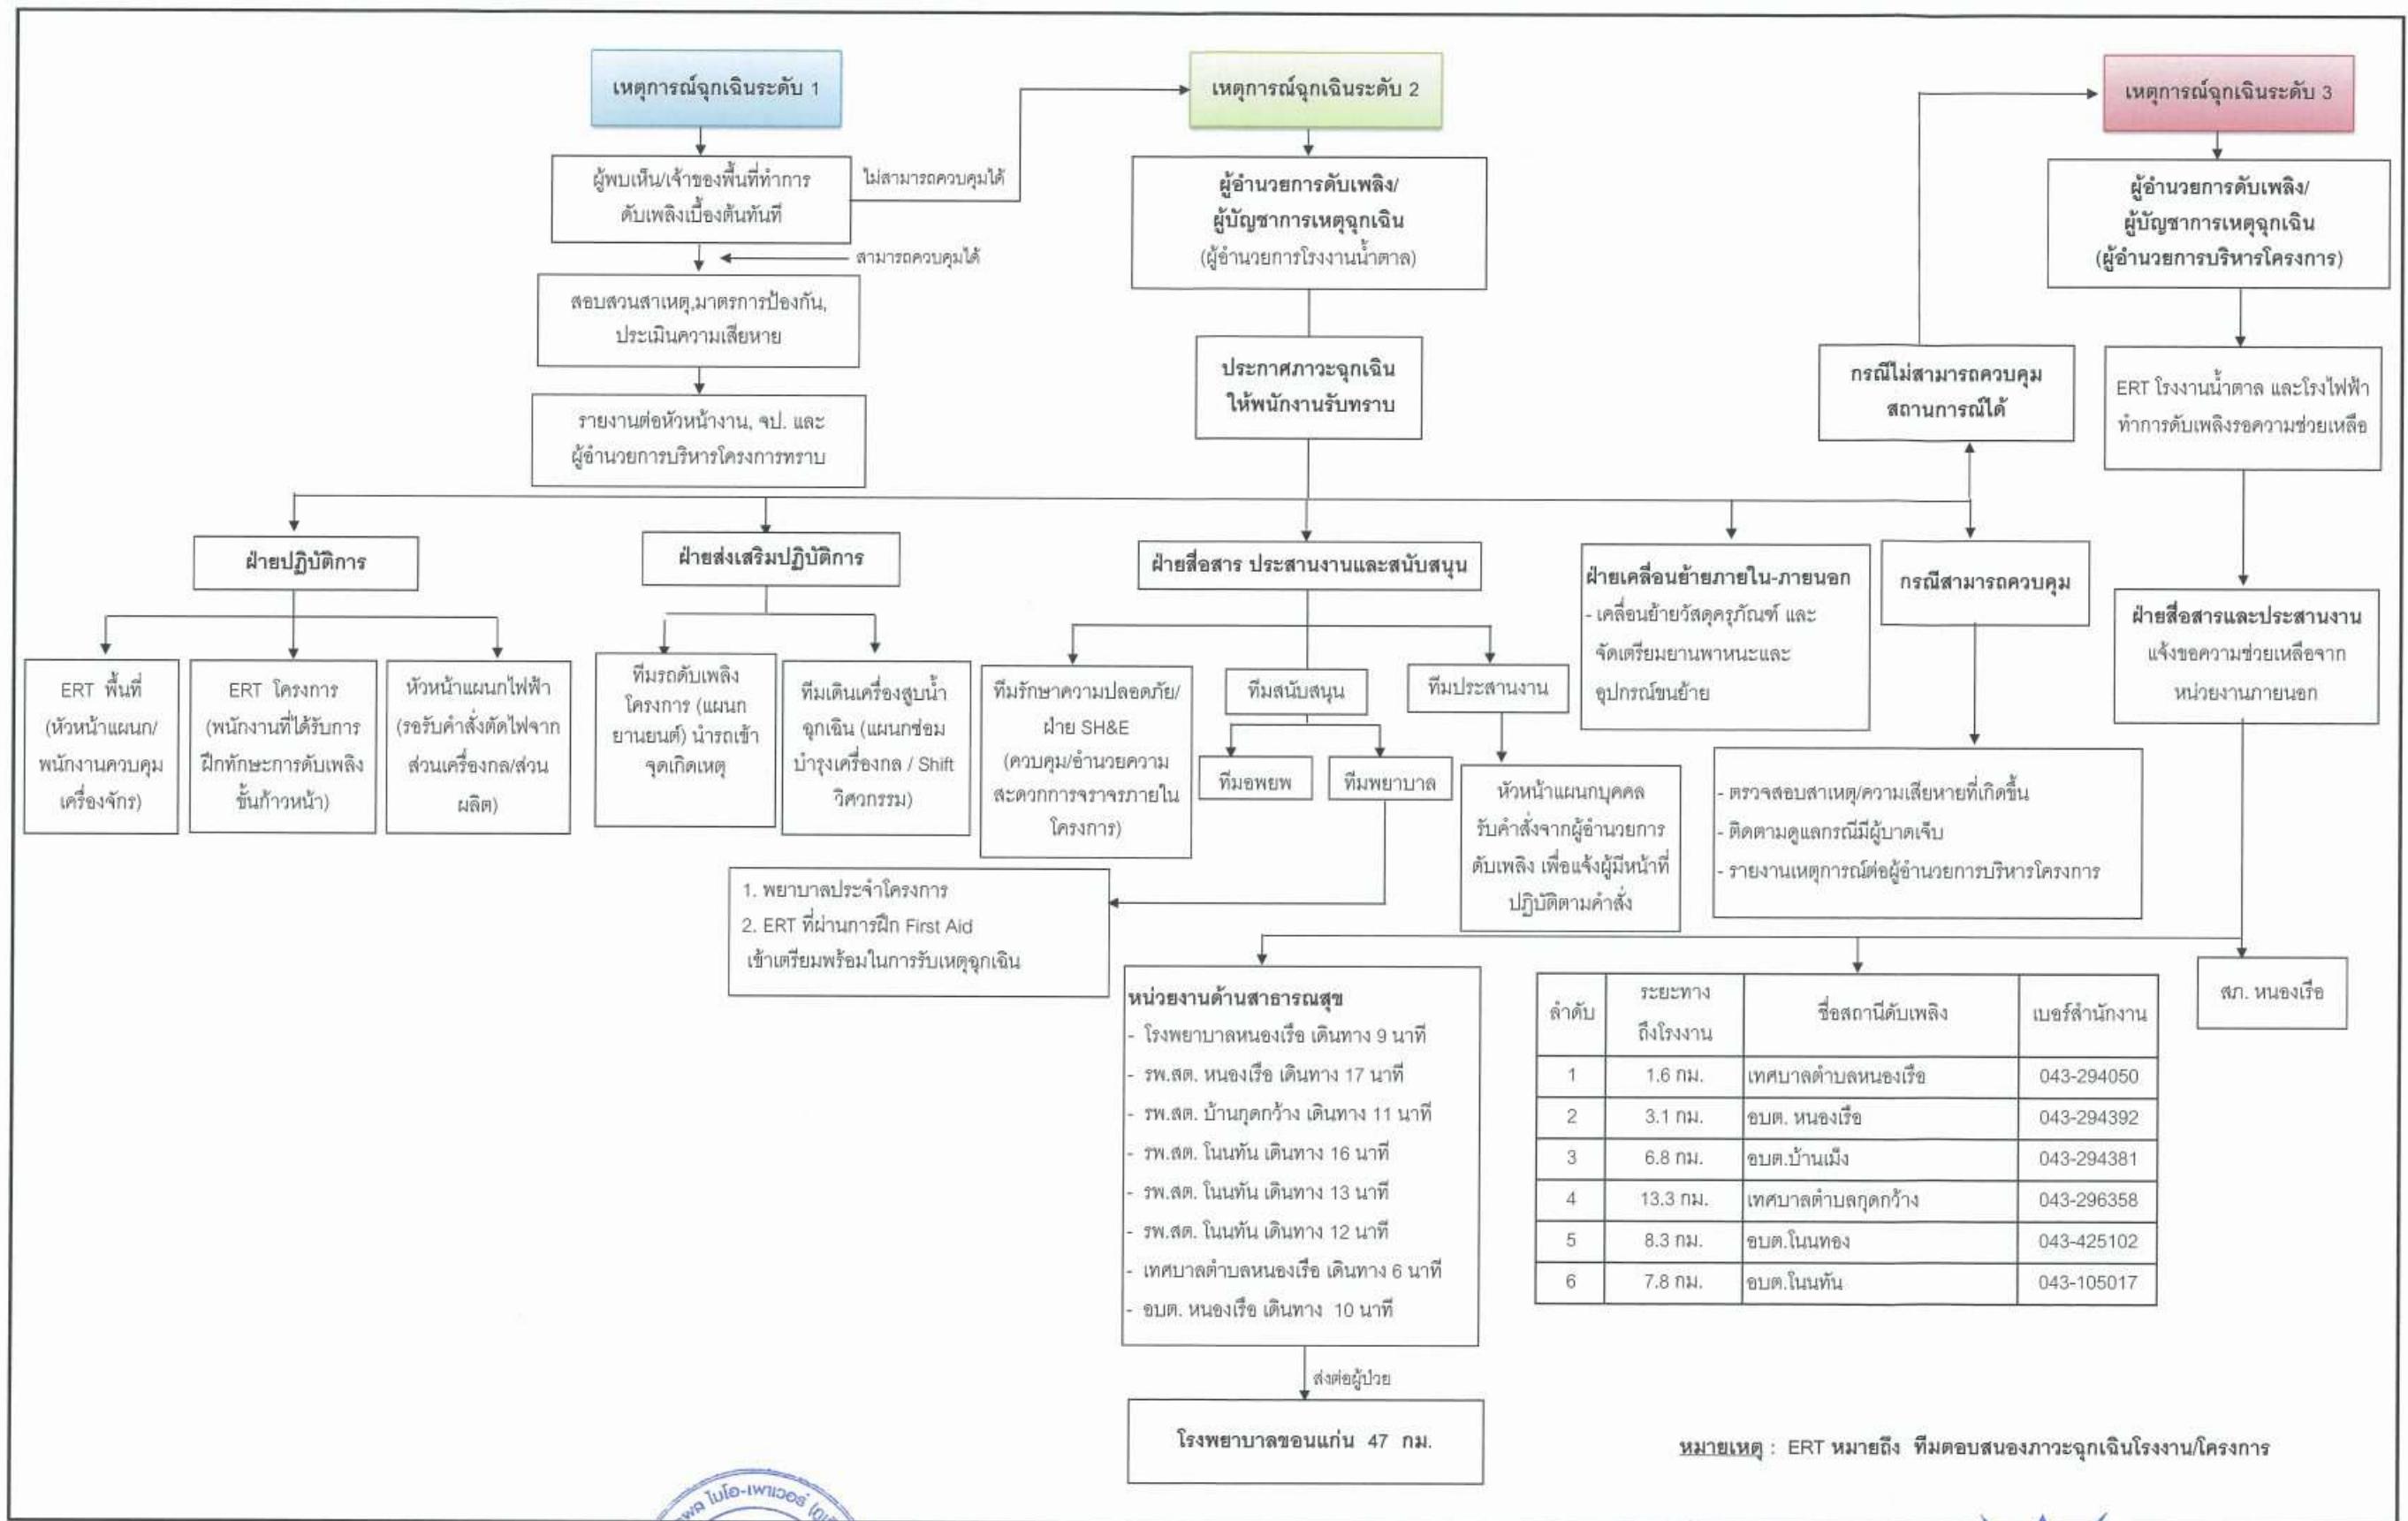 เหตุการณ์ฉุกเฉินระดับ 1
ผู้พบเห็น/เจ้าของพื้นที่ทำการ
ดับเพลิงเบื้องต้นทันที
ไม่สามารถควบคุมได้
สามารถควบคุมได้
สอบสวนสาเหตุ,มาตรการป้องกัน,
ประเมินความเสียหาย
รายงานต่อหัวหน้างาน, จป. และ
ผู้อำนวยการบริหารโครงการทราบ
เหตุการณ์ฉุกเฉินระดับ 2
ผู้อำนวยการดับเพลิง/
ผู้บัญชาการเหตุฉุกเฉิน
(ผู้อำนวยการโรงงานน้ำตาล)
ประกาศภาวะฉุกเฉิน
ให้พนักงานรับทราบ
เหตุการณ์ฉุกเฉินระดับ 3
ผู้อำนวยการดับเพลิง/
ผู้บัญชาการเหตุฉุกเฉิน
(ผู้อำนวยการบริหารโครงการ)
กรณีไม่สามารถควบคุม
สถานการณ์ได้
ERT โรงงานน้ำตาล และโรงไฟฟ้า
ทำการดับเพลิงรอความช่วยเหลือ
ฝ่ายปฏิบัติการ
ERT พื้นที่
(หัวหน้าแผนก/
พนักงานควบคุม
เครื่องจักร)
ERT โครงการ
(พนักงานที่ได้รับการ
ฝึกทักษะการดับเพลิง
ขั้นก้าวหน้า)
หัวหน้าแผนกไฟฟ้า
(รอรับคำสั่งตัดไฟจาก
ส่วนเครื่องกล/ส่วน
ผลิต)
ฝ่ายส่งเสริมปฏิบัติการ
ทีมรถดับเพลิง
โครงการ (แผนก
ยานยนต์) นำรถเข้า
จุดเกิดเหตุ
ทีมเดินเครื่องสูบน้ำ
ฉุกเฉิน (แผนกซ่อม
บำรุงเครื่องกล / Shift
วิศวกรรม)
ฝ่ายสื่อสาร ประสานงานและสนับสนุน
ทีมรักษาความปลอดภัย/
ฝ่าย SH&E
(ควบคุม/อำนวยความ
สะดวกการจราจรภายใน
โครงการ)
ทีมสนับสนุน
ทีมอพยพ
ทีมพยาบาล
ทีมประสานงาน
หัวหน้าแผนกบุคคล
รับคำสั่งจากผู้อำนวยการ
ดับเพลิง เพื่อแจ้งผู้มีหน้าที่
ปฏิบัติตามคำสั่ง
1. พยาบาลประจำโครงการ
2. ERT ที่ผ่านการฝึก First Aid
เข้าเตรียมพร้อมในการรับเหตุฉุกเฉิน
ฝ่ายเคลื่อนย้ายภายใน-ภายนอก
- เคลื่อนย้ายวัสดุครุภัณฑ์ และ
จัดเตรียมยานพาหนะและ
อุปกรณ์ขนย้าย
กรณีสามารถควบคุม
- ตรวจสอบสาเหตุ/ความเสียหายที่เกิดขึ้น
- ติดตามดูแลกรณีมีผู้บาดเจ็บ
- รายงานเหตุการณ์ต่อผู้อำนวยการบริหารโครงการ
ฝ่ายสื่อสารและประสานงาน
แจ้งขอความช่วยเหลือจาก
หน่วยงานภายนอก
หน่วยงานด้านสาธารณสุข
- โรงพยาบาลหนองเรือ เดินทาง 9 นาที
- รพ.สต. หนองเรือ เดินทาง 17 นาที
- รพ.สต. บ้านกุดกว้าง เดินทาง 11 นาที
- รพ.สต. โนนทัน เดินทาง 16 นาที
- รพ.สต. โนนทัน เดินทาง 13 นาที
- รพ.สต. โนนทัน เดินทาง 12 นาที
- เทศบาลตำบลหนองเรือ เดินทาง 6 นาที
- อบต. หนองเรือ เดินทาง 10 นาที
ส่งต่อผู้ป่วย
โรงพยาบาลขอนแก่น 47 กม.
ลำดับ ระยะทาง ถึงโรงงาน ชื่อสถานีดับเพลิง เบอร์สำนักงาน
1 1.6 กม. เทศบาลตำบลหนองเรือ 043-294050
2 3.1 กม. อบต. หนองเรือ 043-294392
3 6.8 กม. อบต.บ้านเม็ง 043-294381
4 13.3 กม. เทศบาลตำบลกุดกว้าง 043-296358
5 8.3 กม. อบต.โนนทอง 043-425102
6 7.8 กม. อบต.โนนทัน 043-105017
สภ. หนองเรือ
หมายเหตุ : ERT หมายถึง ทีมตอบสนองภาวะฉุกเฉินโรงงาน/โครงการ
ไบโอ-เพาเวอร์